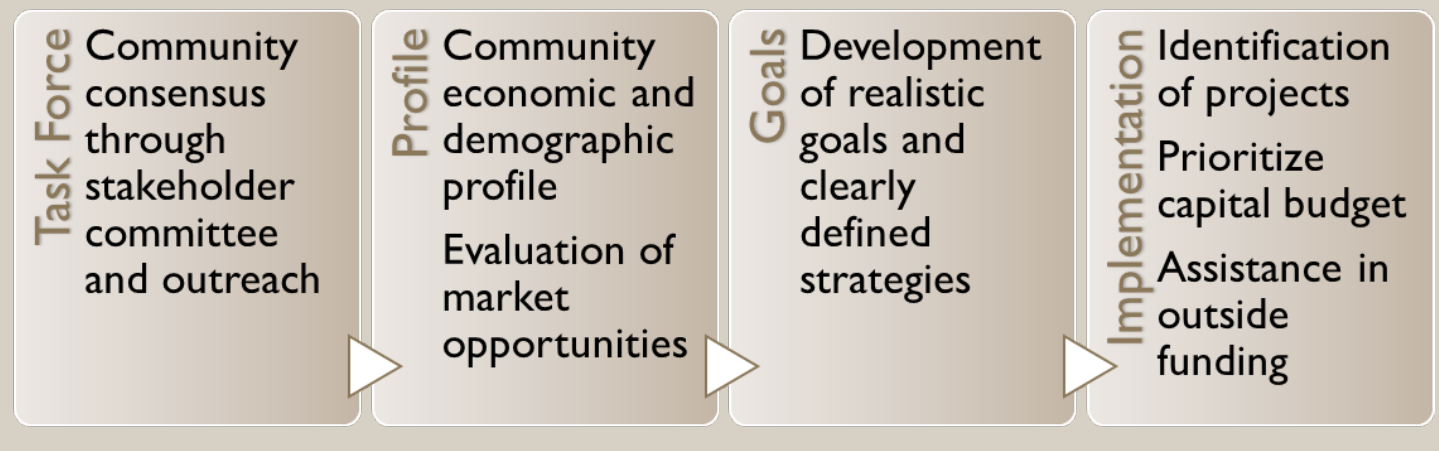 Task Force
Community
consensus
through
stakeholder
committee
and outreach
Profile
Community
economic and
demographic
profile
Evaluation of
market
opportunities
Goals
Development
of realistic
goals and
clearly
defined
strategies
Implementation
Identification
of projects
Prioritize
capital budget
Assistance in
outside
funding